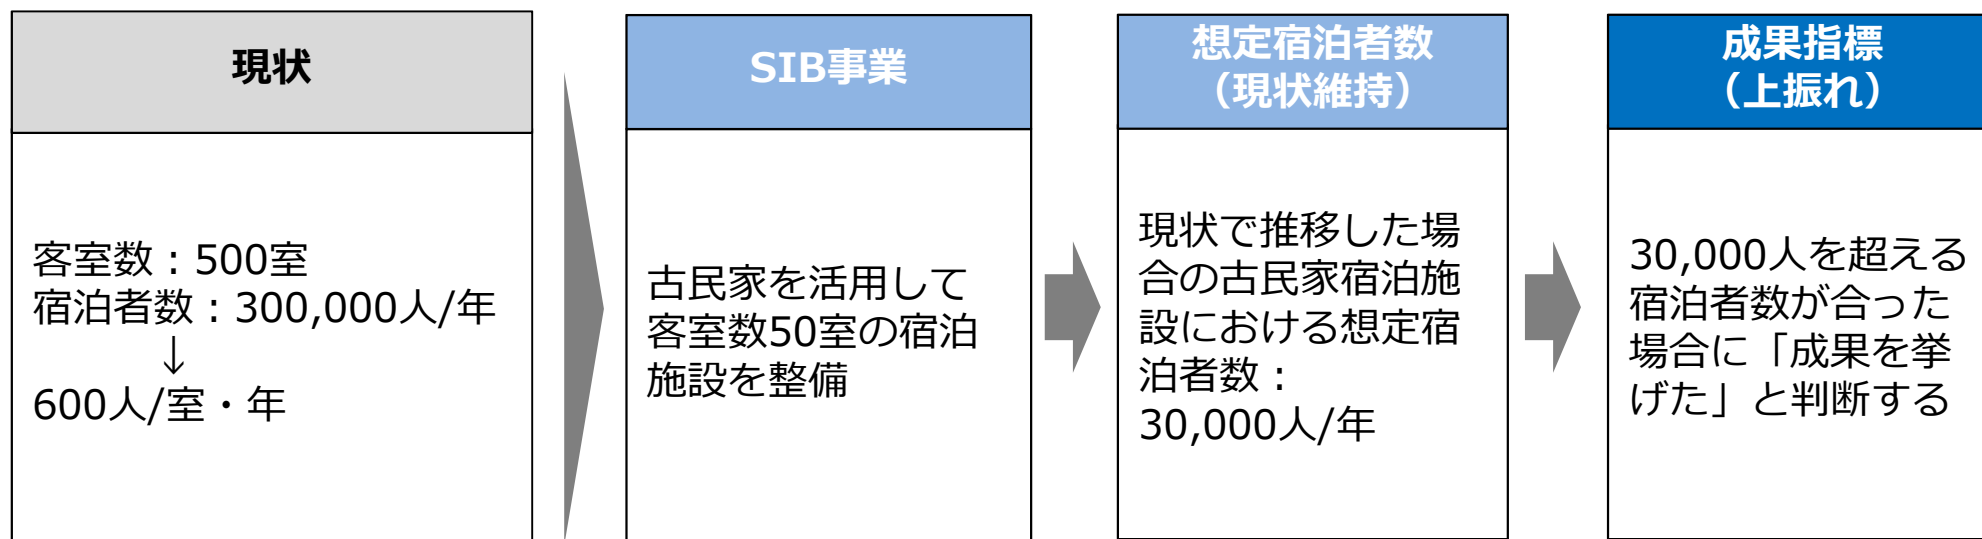 現状
客室数：500室
宿泊者数：300,000人/年
↓
600人/室・年
SIB事業
古民家を活用して
客室数50室の宿泊
施設を整備
想定宿泊者数
（現状維持）
現状で推移した場
合の古民家宿泊施
設における想定宿
泊者数：
30,000人/年
成果指標
（上振れ）
30,000人を超える
宿泊者数が合った
場合に「成果を挙
げた」と判断する